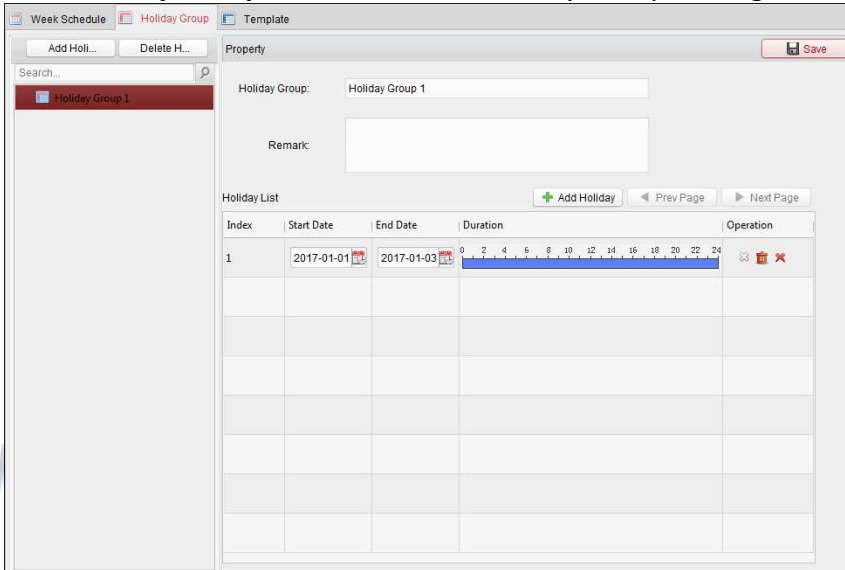 Week Schedule Holiday Group Template
Add Holi... Delete H... Property Save
Search...
Holiday Group 1
Holiday Group: Holiday Group 1
Remark:
Holiday List Add Holiday Prev Page Next Page
Index Start Date End Date Duration Operation
0 2 4 6 8 10 12 14 16 18 20 22 24
1 2017-01-01 2017-01-03